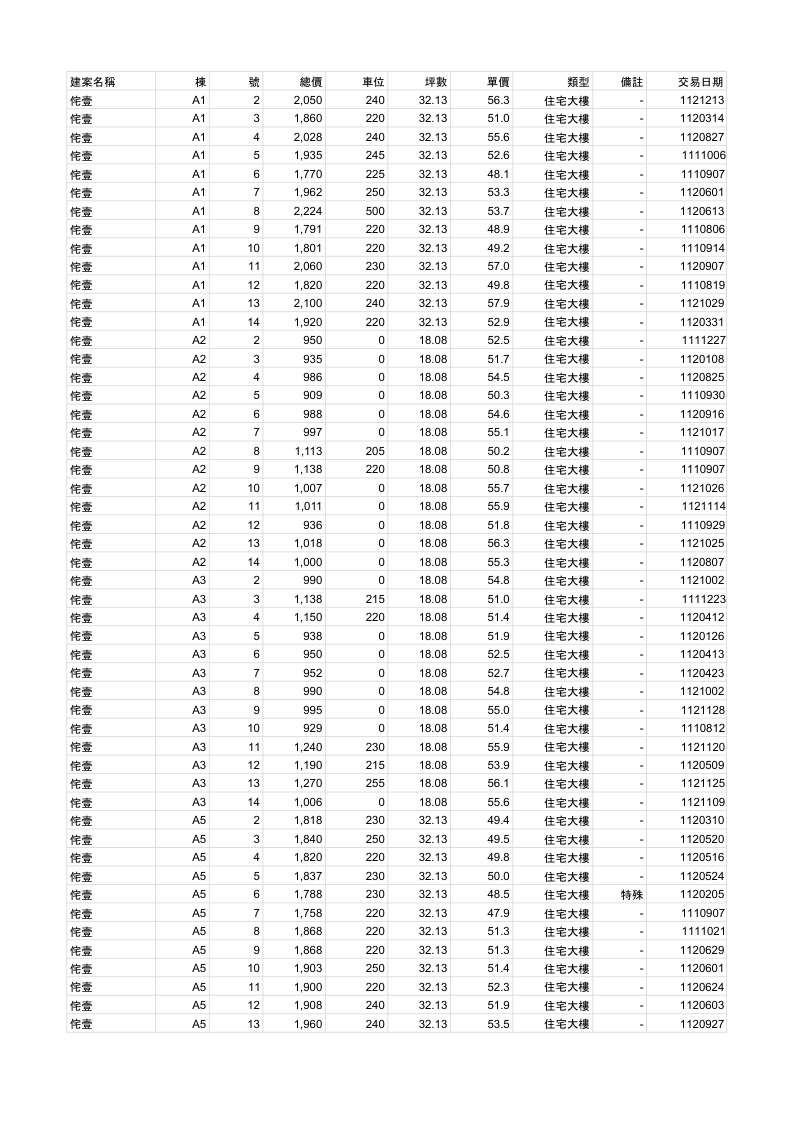 建案名稱 棟 號 總價 車位 坪數 單價 類型 備註 交易日期
侘壹 A1 2 2,050 240 32.13 56.3 住宅大樓 - 1121213
侘壹 A1 3 1,860 220 32.13 51.0 住宅大樓 - 1120314
侘壹 A1 4 2,028 240 32.13 55.6 住宅大樓 - 1120827
侘壹 A1 5 1,935 245 32.13 52.6 住宅大樓 - 1111006
侘壹 A1 6 1,770 225 32.13 48.1 住宅大樓 - 1110907
侘壹 A1 7 1,962 250 32.13 53.3 住宅大樓 - 1120601
侘壹 A1 8 2,224 500 32.13 53.7 住宅大樓 - 1120613
侘壹 A1 9 1,791 220 32.13 48.9 住宅大樓 - 1110806
侘壹 A1 10 1,801 220 32.13 49.2 住宅大樓 - 1110914
侘壹 A1 11 2,060 230 32.13 57.0 住宅大樓 - 1120907
侘壹 A1 12 1,820 220 32.13 49.8 住宅大樓 - 1110819
侘壹 A1 13 2,100 240 32.13 57.9 住宅大樓 - 1121029
侘壹 A1 14 1,920 220 32.13 52.9 住宅大樓 - 1120331
侘壹 A2 2 950 0 18.08 52.5 住宅大樓 - 1111227
侘壹 A2 3 935 0 18.08 51.7 住宅大樓 - 1120108
侘壹 A2 4 986 0 18.08 54.5 住宅大樓 - 1120825
侘壹 A2 5 909 0 18.08 50.3 住宅大樓 - 1110930
侘壹 A2 6 988 0 18.08 54.6 住宅大樓 - 1120916
侘壹 A2 7 997 0 18.08 55.1 住宅大樓 - 1121017
侘壹 A2 8 1,113 205 18.08 50.2 住宅大樓 - 1110907
侘壹 A2 9 1,138 220 18.08 50.8 住宅大樓 - 1110907
侘壹 A2 10 1,007 0 18.08 55.7 住宅大樓 - 1121026
侘壹 A2 11 1,011 0 18.08 55.9 住宅大樓 - 1121114
侘壹 A2 12 936 0 18.08 51.8 住宅大樓 - 1110929
侘壹 A2 13 1,018 0 18.08 56.3 住宅大樓 - 1121025
侘壹 A2 14 1,000 0 18.08 55.3 住宅大樓 - 1120807
侘壹 A3 2 990 0 18.08 54.8 住宅大樓 - 1121002
侘壹 A3 3 1,138 215 18.08 51.0 住宅大樓 - 1111223
侘壹 A3 4 1,150 220 18.08 51.4 住宅大樓 - 1120412
侘壹 A3 5 938 0 18.08 51.9 住宅大樓 - 1120126
侘壹 A3 6 950 0 18.08 52.5 住宅大樓 - 1120413
侘壹 A3 7 952 0 18.08 52.7 住宅大樓 - 1120423
侘壹 A3 8 990 0 18.08 54.8 住宅大樓 - 1121002
侘壹 A3 9 995 0 18.08 55.0 住宅大樓 - 1121128
侘壹 A3 10 929 0 18.08 51.4 住宅大樓 - 1110812
侘壹 A3 11 1,240 230 18.08 55.9 住宅大樓 - 1121120
侘壹 A3 12 1,190 215 18.08 53.9 住宅大樓 - 1120509
侘壹 A3 13 1,270 255 18.08 56.1 住宅大樓 - 1121125
侘壹 A3 14 1,006 0 18.08 55.6 住宅大樓 - 1121109
侘壹 A5 2 1,818 230 32.13 49.4 住宅大樓 - 1120310
侘壹 A5 3 1,840 250 32.13 49.5 住宅大樓 - 1120520
侘壹 A5 4 1,820 220 32.13 49.8 住宅大樓 - 1120516
侘壹 A5 5 1,837 230 32.13 50.0 住宅大樓 - 1120524
侘壹 A5 6 1,788 230 32.13 48.5 住宅大樓 特殊 1120205
侘壹 A5 7 1,758 220 32.13 47.9 住宅大樓 - 1110907
侘壹 A5 8 1,868 220 32.13 51.3 住宅大樓 - 1111021
侘壹 A5 9 1,868 220 32.13 51.3 住宅大樓 - 1120629
侘壹 A5 10 1,903 250 32.13 51.4 住宅大樓 - 1120601
侘壹 A5 11 1,900 220 32.13 52.3 住宅大樓 - 1120624
侘壹 A5 12 1,908 240 32.13 51.9 住宅大樓 - 1120603
侘壹 A5 13 1,960 240 32.13 53.5 住宅大樓 - 1120927